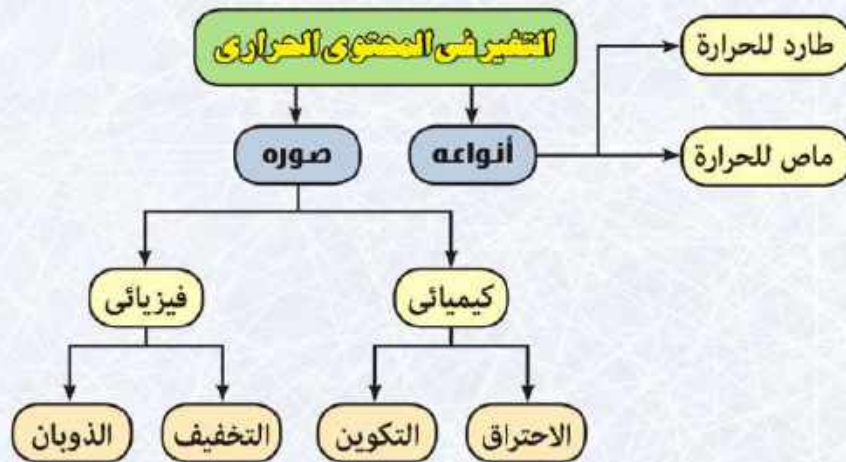 التغير فى المحتوى الحرارى
طارد للحرارة
ماص للحرارة
أنواعه
صوره
كيميائى
فيزيائى
الاحتراق
التكوين
التخفيف
الذوبان